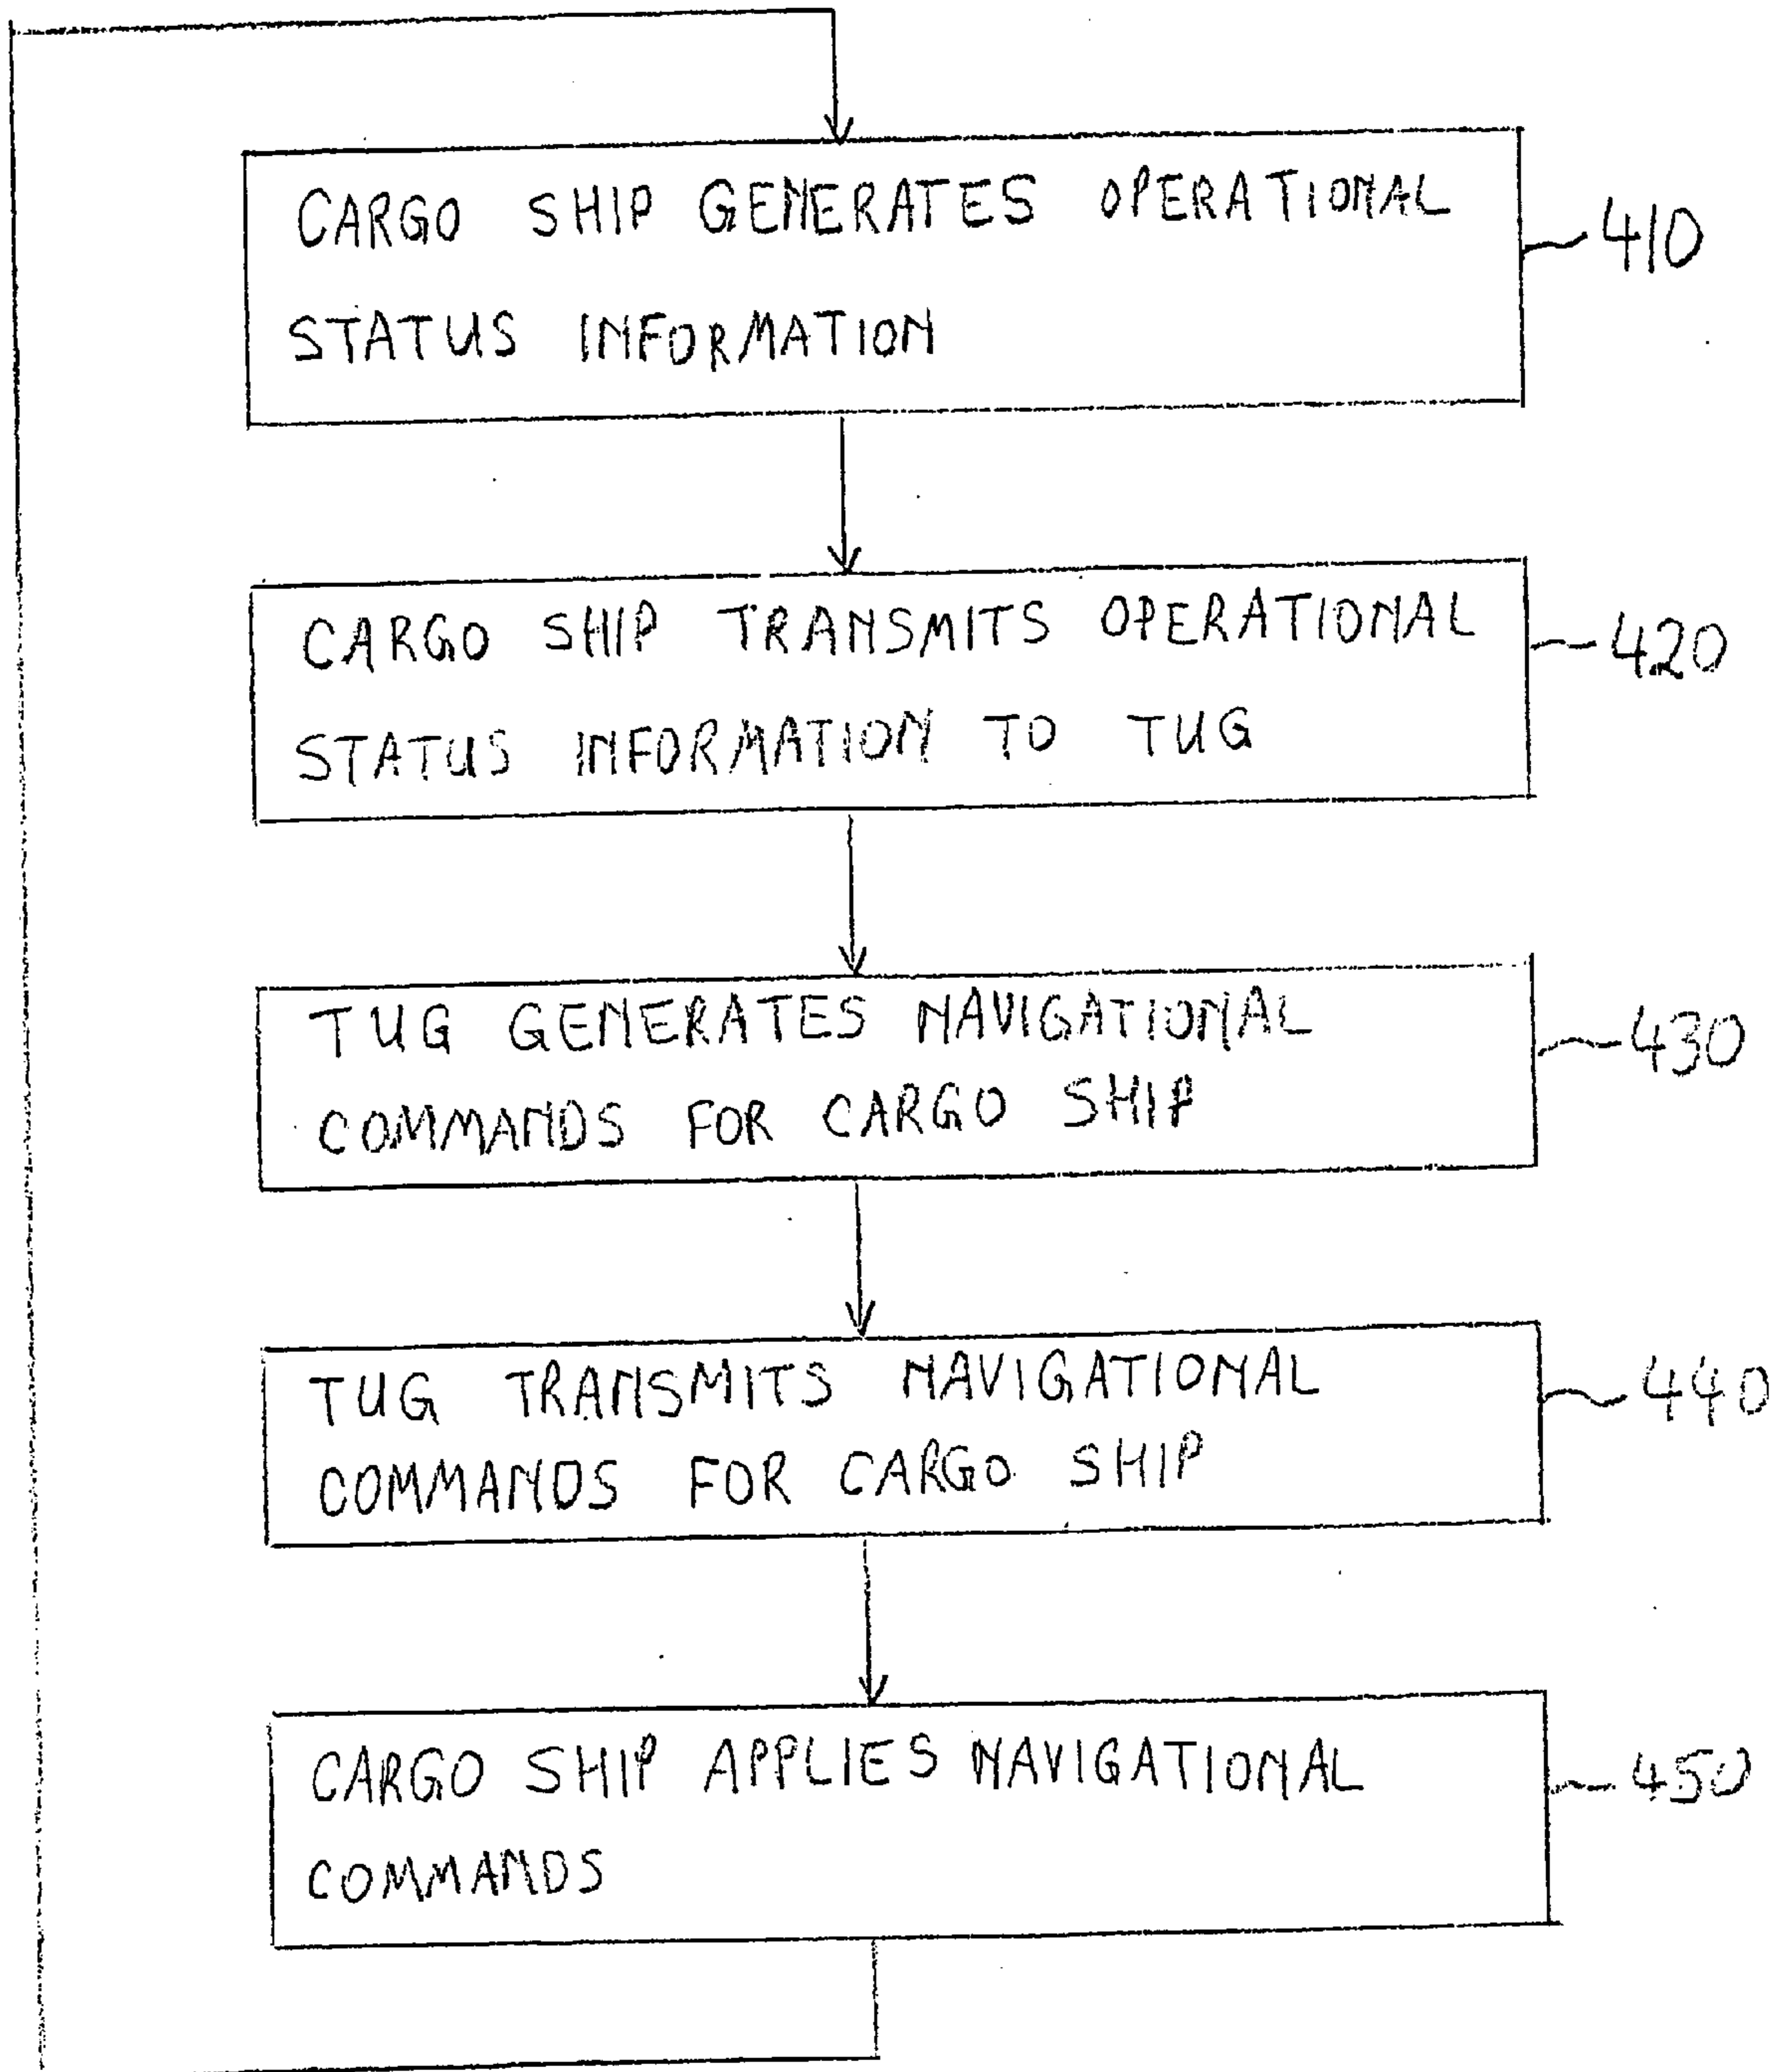 CARGO SHIP GENERATES OPERATIONAL
STATUS INFORMATION
410
CARGO SHIP TRANSMITS OPERATIONAL
STATUS INFORMATION TO TUG
420
TUG GENERATES NAVIGATIONAL
COMMANDS FOR CARGO SHIP
430
TUG TRANSMITS NAVIGATIONAL
COMMANDS FOR CARGO SHIP
440
CARGO SHIP APPLIES NAVIGATIONAL
COMMANDS
450